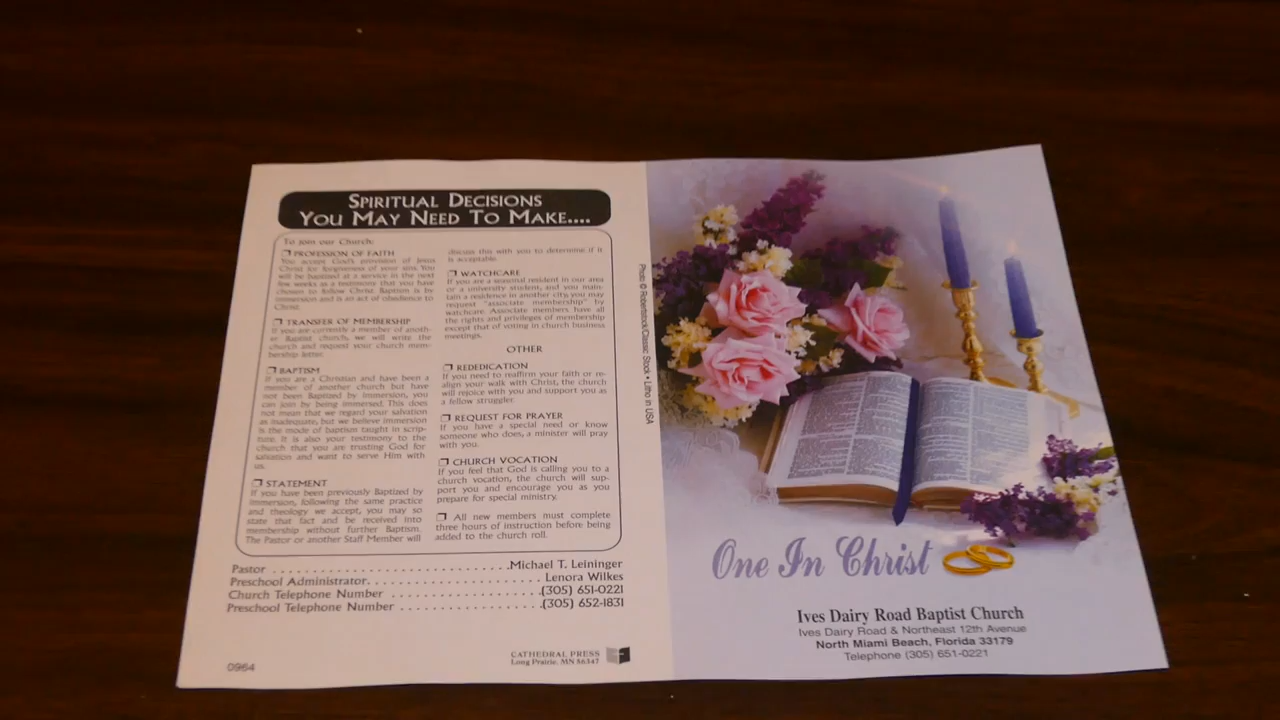 SPIRITUAL DECISIONS
YOU MAY NEED TO MAKE....
To join our Church:
❒ PROFESSION OF FAITH
You accept God's provision of Jesus
Christ for forgiveness of your sins. You
will be baptized at a service in the next
few weeks as a testimony that you have
chosen to follow Christ. Baptism is by
immersion and is an act of obedience to
Christ.
❒ TRANSFER OF MEMBERSHIP
If you are currently a member of anoth-
er Baptist church, we will write the
church and request your church mem-
bership letter.
❒ BAPTISM
If you are a Christian and have been a
member of another church but have
not been Baptized by immersion, you
can join by being immersed. This does
not mean that we regard your salvation
as inadequate, but we believe immersion
is the mode of baptism taught in scrip-
ture. It is also your testimony to the
church that you are trusting God for
salvation and want to serve Him with
us.
❒ STATEMENT
If you have been previously Baptized by
immersion, following the same practice
and theology we accept, you may so
state that fact and be received into
membership without further Baptism.
The Pastor or another Staff Member will
discuss this with you to determine if it
is acceptable.
❒ WATCHCARE
If you are a seasonal resident in our area
or a university student, and you main-
tain a residence in another city, you may
request "associate membership" by
watchcare. Associate members have all
the rights and privileges of membership
except that of voting in church business
meetings.
OTHER
❒ REDEDICATION
If you need to reaffirm your faith or re-
align your walk with Christ, the church
will rejoice with you and support you as
a fellow struggler.
❒ REQUEST FOR PRAYER
If you have a special need or know
someone who does, a minister will pray
with you.
❒ CHURCH VOCATION
If you feel that God is calling you to a
church vocation, the church will sup-
port you and encourage you as you
prepare for special ministry.
❒ All new members must complete
three hours of instruction before being
added to the church roll.
Pastor . . . . . . . . . . . . . . . . . . . . . . . . . . . . . . Michael T. Leininger
Preschool Administrator. . . . . . . . . . . . . . . . . . . . . . Lenora Wilkes
Church Telephone Number . . . . . . . . . . . . . . . . . . . (305) 651-0221
Preschool Telephone Number . . . . . . . . . . . . . . . . . (305) 652-1831
0964
CATHEDRAL PRESS
Long Prairie, MN 56347
Photo © Robertstock/Classic Stock • Litho in USA
One In Christ
Ives Dairy Road Baptist Church
Ives Dairy Road & Northeast 12th Avenue
North Miami Beach, Florida 33179
Telephone (305) 651-0221